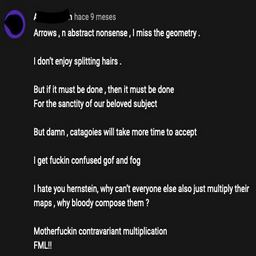 hace 9 meses
Arrows , n abstract nonsense , I miss the geometry .
I don't enjoy splitting hairs .
But if it must be done , then it must be done
For the sanctity of our beloved subject
But damn , catagoies will take more time to accept
I get fuckin confused gof and fog
I hate you hernstein, why can't everyone else also just multiply their
maps , why bloody compose them ?
Motherfuckin contravariant multiplication
FML!!